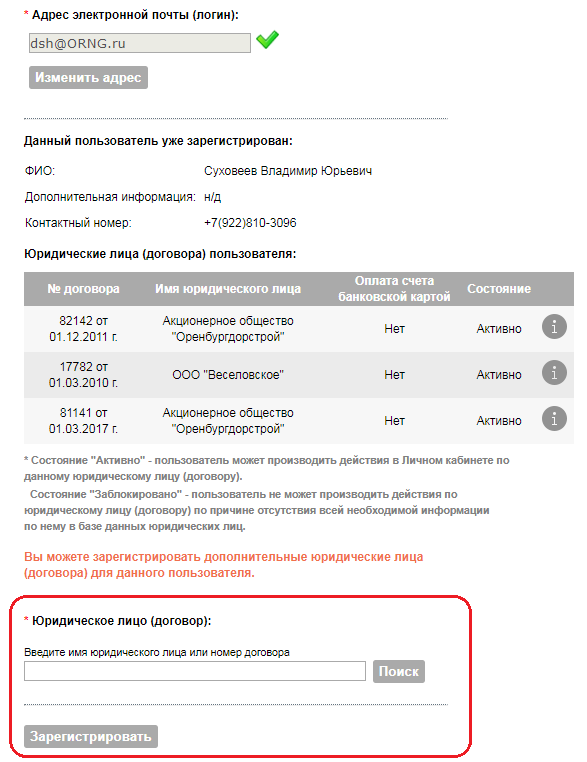 * Адрес электронной почты (логин):
dsh@ORNG.ru
Изменить адрес
Данный пользователь уже зарегистрирован:
ФИО: Суховеев Владимир Юрьевич
Дополнительная информация: н/д
Контактный номер: +7(922)810-3096
Юридические лица (договора) пользователя:
№ договора Имя юридического лица Оплата счета банковской картой Состояние
82142 от Акционерное общество
01.12.2011 г. "Оренбургдорстрой" Нет Активно
17782 от
01.03.2010 г. ООО "Веселовское" Нет Активно
81141 от Акционерное общество
01.03.2017 г. "Оренбургдорстрой" Нет Активно
* Состояние "Активно" - пользователь может производить действия в Личном кабинете по
данному юридическому лицу (договору).
Состояние "Заблокировано" - пользователь не может производить действия по
юридическому лицу (договору) по причине отсутствия всей необходимой информации
по нему в базе данных юридических лиц.
Вы можете зарегистрировать дополнительные юридические лица
(договора) для данного пользователя.
* Юридическое лицо (договор):
Введите имя юридического лица или номер договора
Поиск
Зарегистрировать